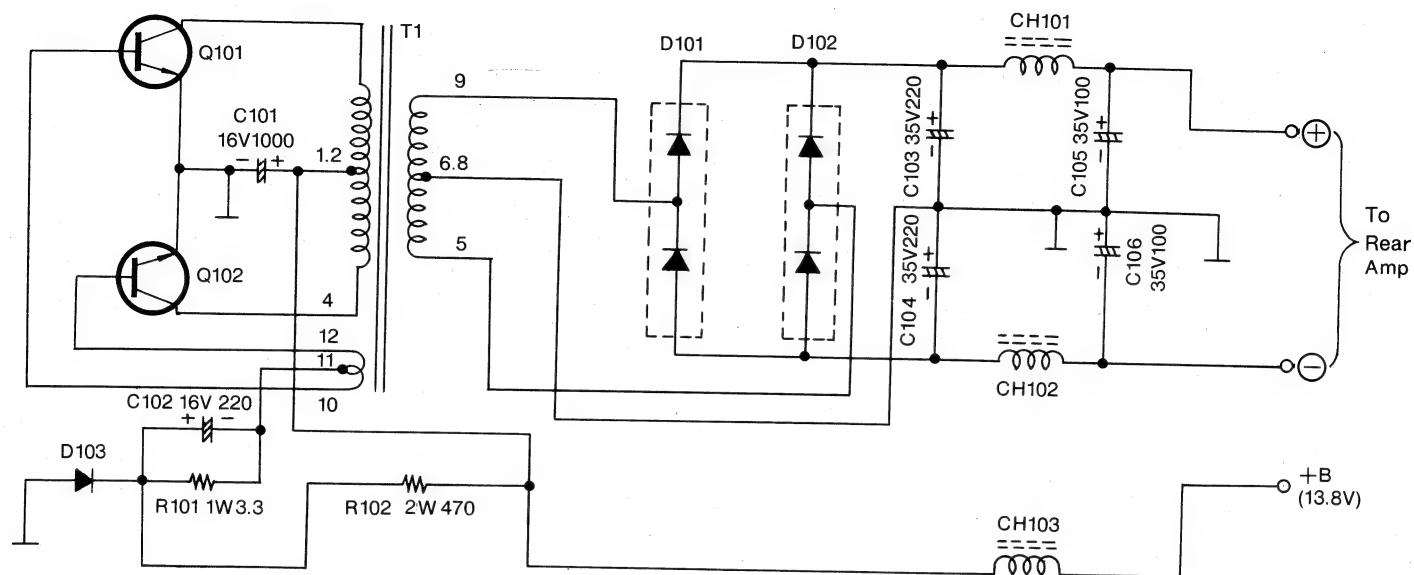 T1
CH101
Q101
D101
D102
9
C101
16V1000
− +
1.2
6.8
C103 35V220
+
−
C105 35V100
+
−
+
To
Rear
Amp
Q102
5
C104 35V220
+
−
C106
35V100
+
−
4
12
11
10
CH102
−
C102 16V 220
+ −
D103
R101 1W3.3
R102 2W 470
+B
(13.8V)
CH103